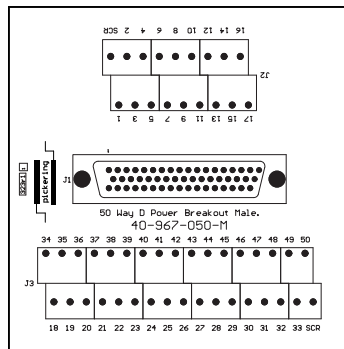 SCR 2 4 6 8 10 12 14 16
J2
1 3 5 7 9 11 13 15 17
pickering
J1
50 Way D Power Breakout Male.
40-967-050-M
34 35 36 37 38 39 40 41 42 43 44 45 46 47 48 49 50
J3
18 19 20 21 22 23 24 25 26 27 28 29 30 31 32 33 SCR